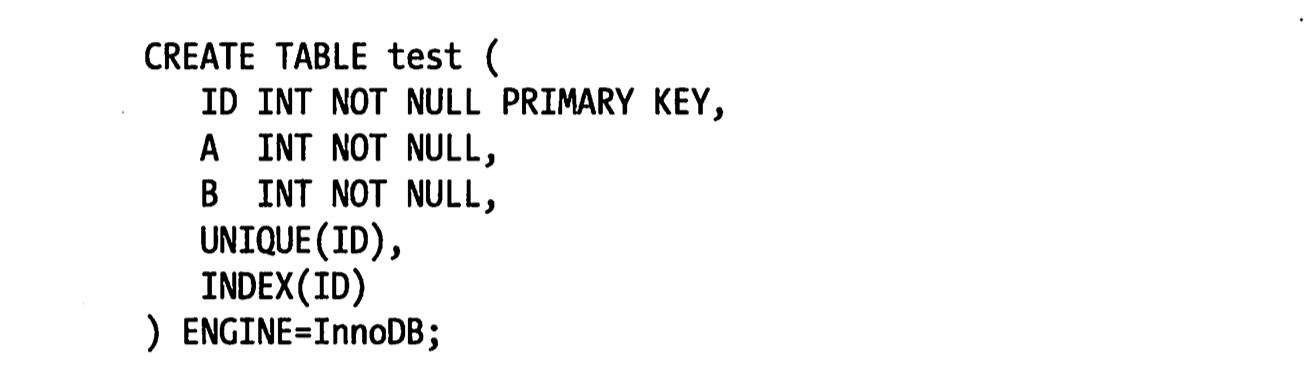 CREATE TABLE test (
ID INT NOT NULL PRIMARY KEY,
A INT NOT NULL,
B INT NOT NULL,
UNIQUE(ID),
INDEX(ID)
) ENGINE=InnoDB;